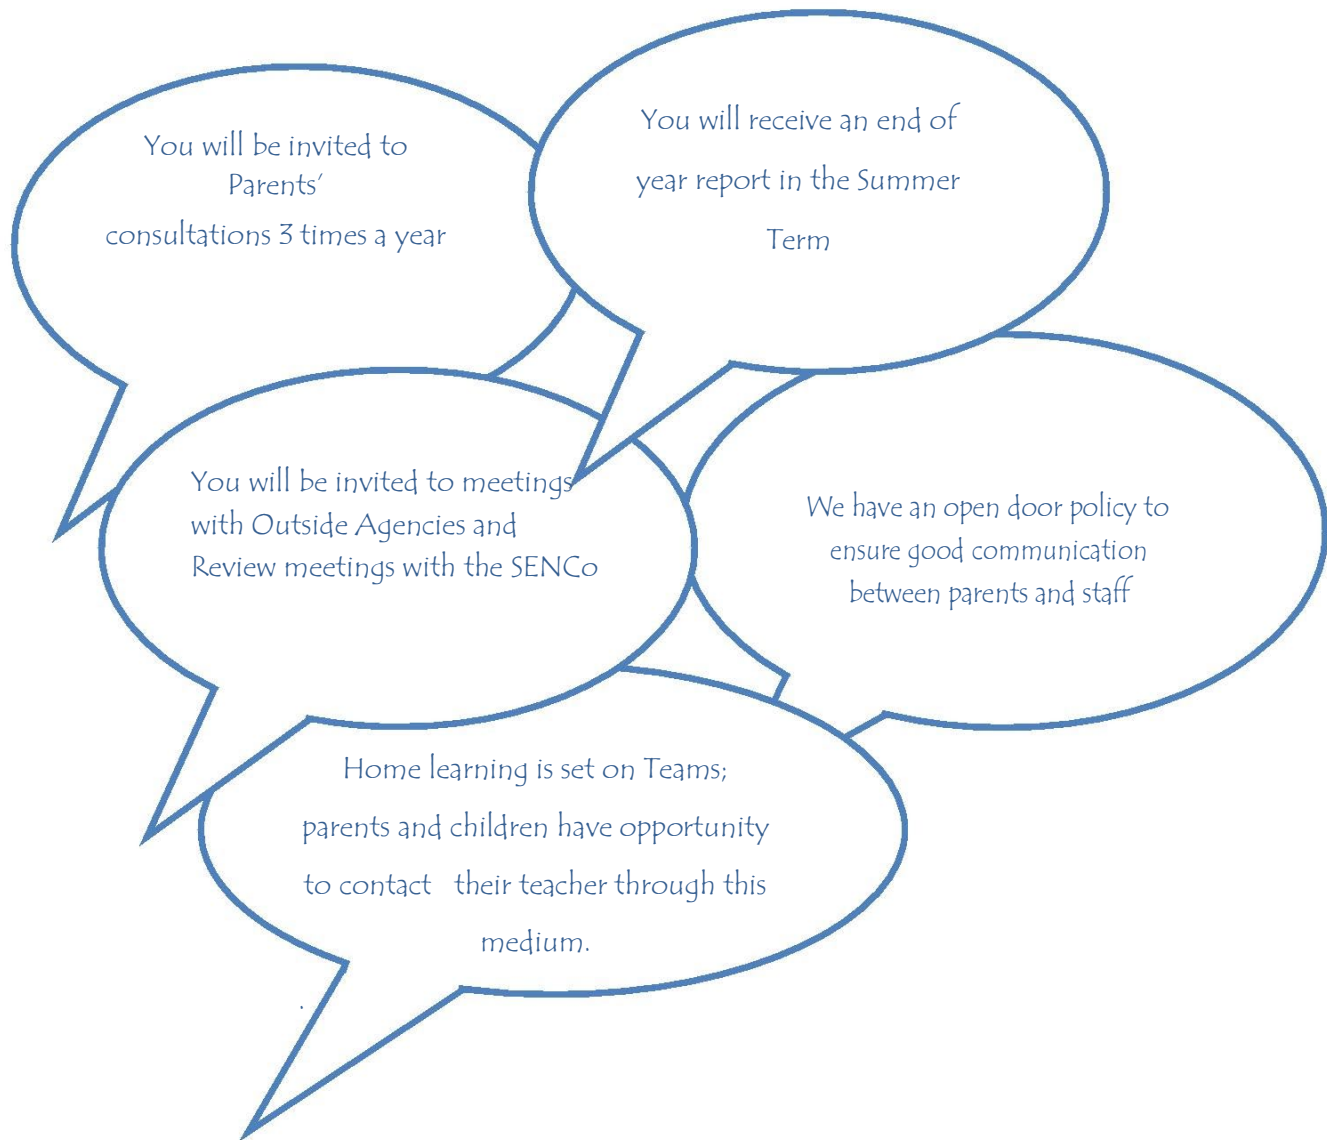 You will be invited to
Parents’
consultations 3 times a year
You will receive an end of
year report in the Summer
Term
You will be invited to meetings
with Outside Agencies and
Review meetings with the SENCo
We have an open door policy to
ensure good communication
between parents and staff
Home learning is set on Teams;
parents and children have opportunity
to contact their teacher through this
medium.
.